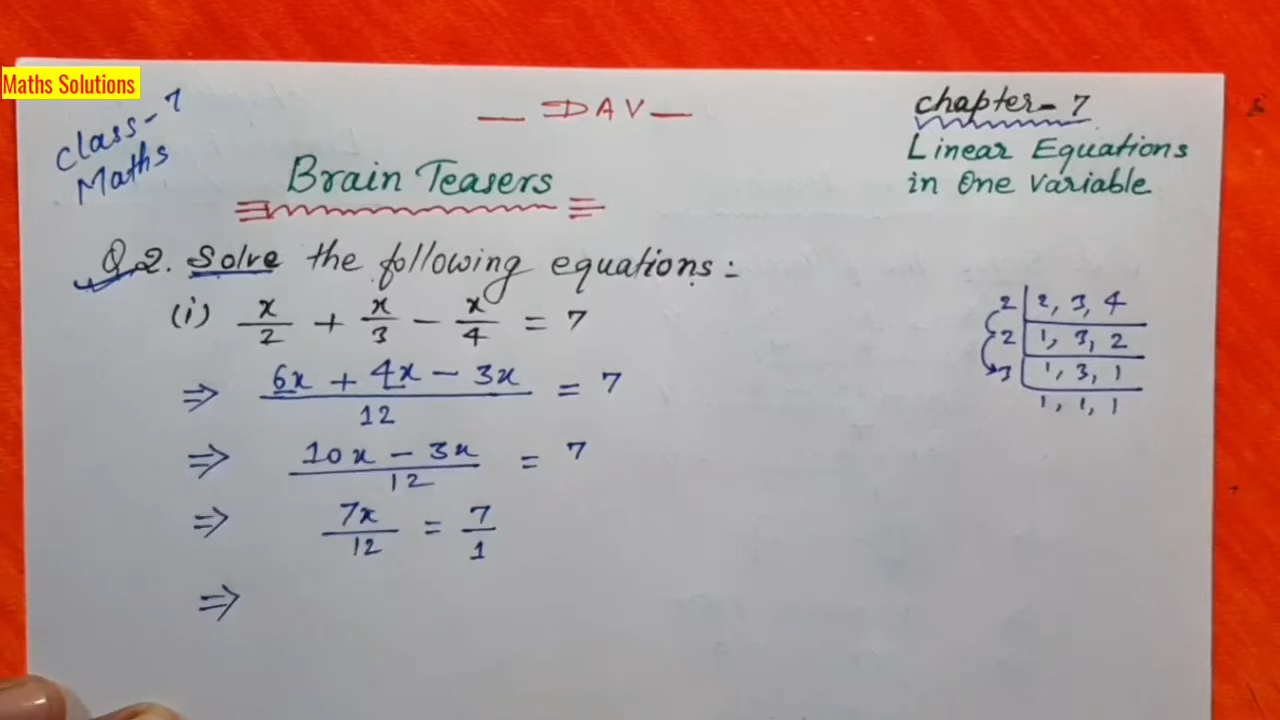 Maths Solutions
Class-7
Maths
— DAV —
Chapter-7
Linear Equations
in One Variable
Brain Teasers
Q.2. Solve the following equations:
(i) x/2 + x/3 - x/4 = 7
⇒ (6x + 4x - 3x)/12 = 7
⇒ (10x - 3x)/12 = 7
⇒ 7x/12 = 7/1
⇒
2 | 2, 3, 4
2 | 1, 3, 2
3 | 1, 3, 1
1, 1, 1